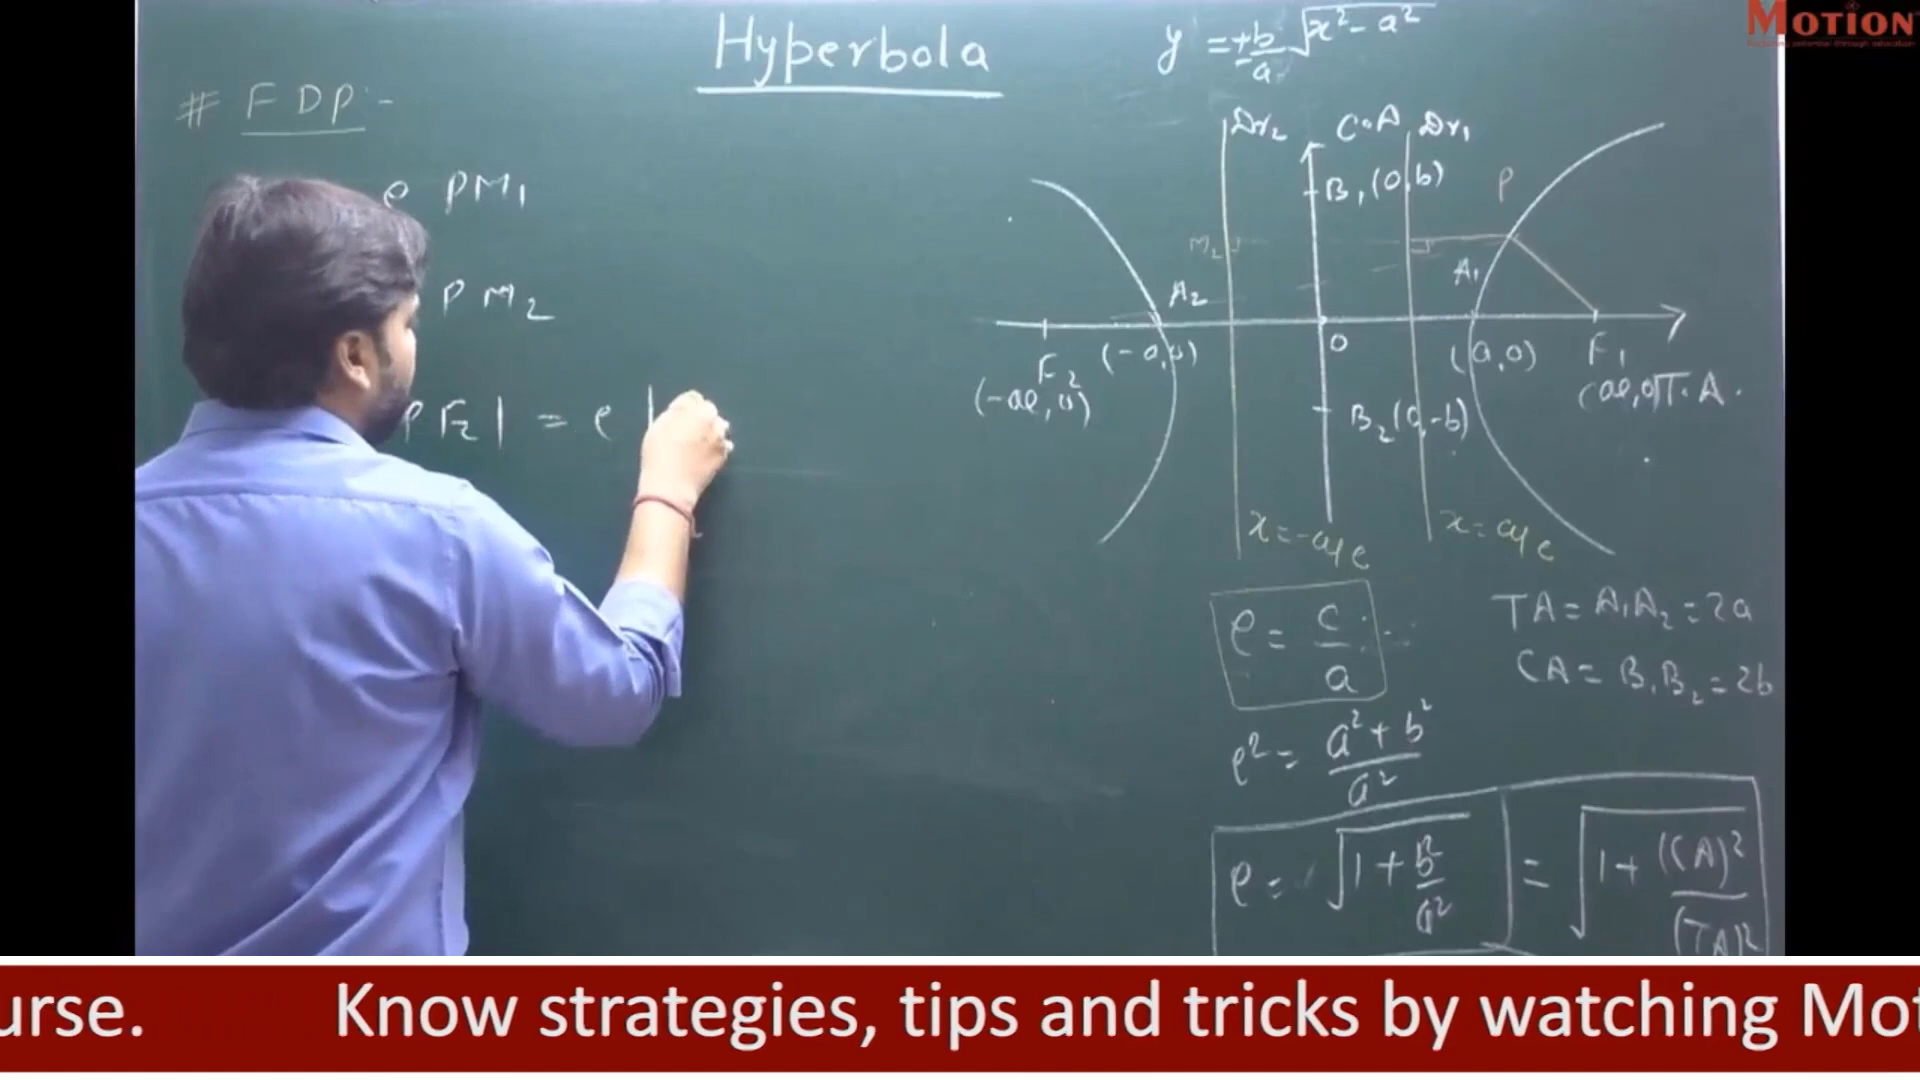 MOTION
Hyperbola
y = ± b/a √x² - a²
# FDP :-
e PM₁
PM₂
PF₂| = e |
Dr₂
C.A
Dr₁
B₁(0,b)
P
M₂
A₂
A₁
(-a,0)
0
(a,0)
F₂
F₁
(-ae,0)
(ae,0)
T.A.
B₂(0,-b)
x = -a/e
x = a/e
e = c/a
TA = A₁A₂ = 2a
CA = B₁B₂ = 2b
e² = a² + b² / a²
e = √1 + b²/a² = √1 + (CA)²/(TA)²
urse. Know strategies, tips and tricks by watching Mot